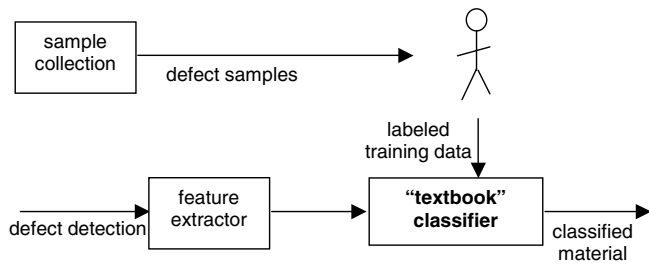 sample
collection
defect samples
labeled
training data
defect detection
feature
extractor
“textbook”
classifier
classified
material